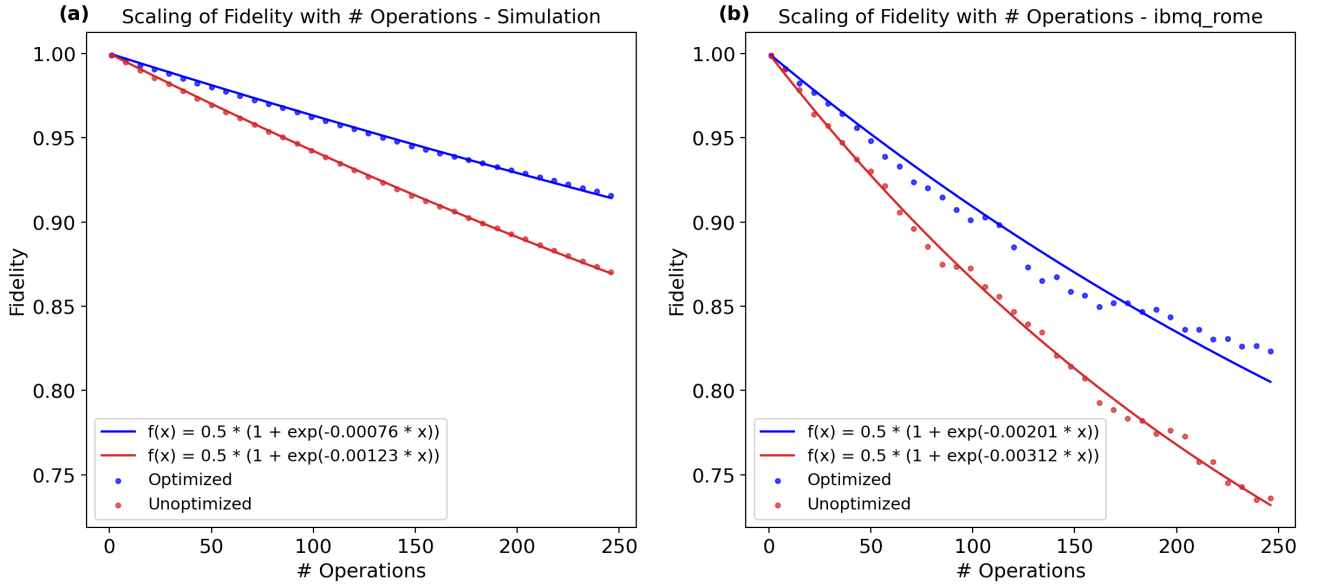 (a) Scaling of Fidelity with # Operations - Simulation
1.00
0.95
0.90
0.85
0.80
0.75
Fidelity
f(x) = 0.5 * (1 + exp(-0.00076 * x))
f(x) = 0.5 * (1 + exp(-0.00123 * x))
Optimized
Unoptimized
0 50 100 150 200 250
# Operations
(b) Scaling of Fidelity with # Operations - ibmq_rome
1.00
0.95
0.90
0.85
0.80
0.75
Fidelity
f(x) = 0.5 * (1 + exp(-0.00201 * x))
f(x) = 0.5 * (1 + exp(-0.00312 * x))
Optimized
Unoptimized
0 50 100 150 200 250
# Operations